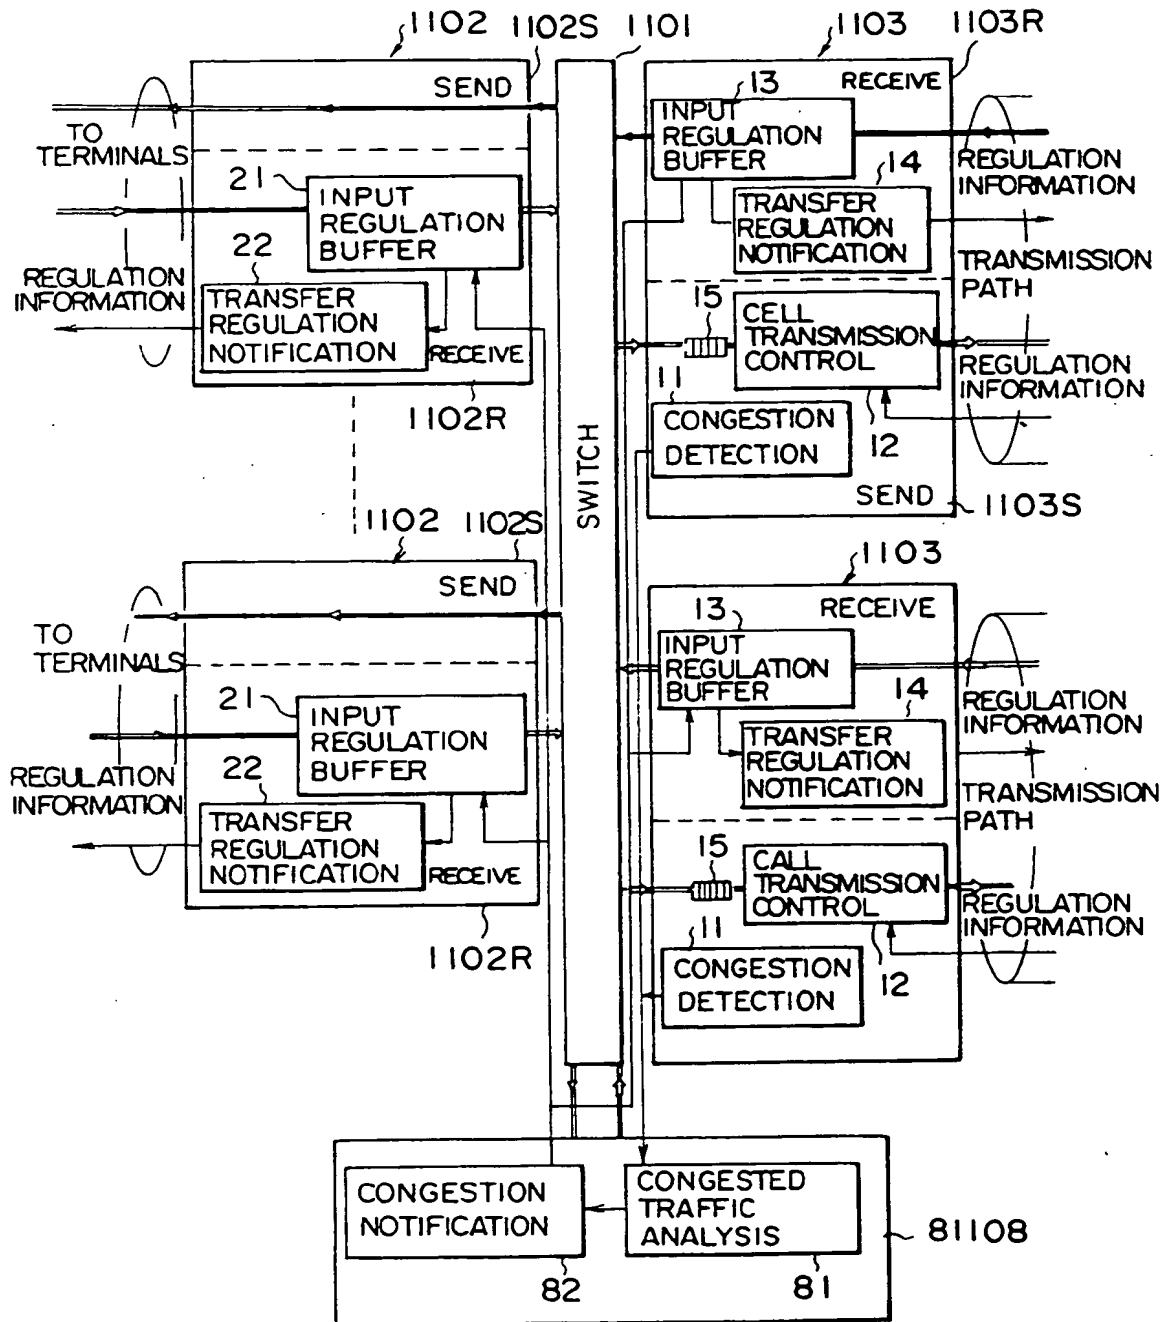 1102
1102S
1101
1103
1103R
SEND
TO
TERMINALS
21
INPUT
REGULATION
BUFFER
22
REGULATION
INFORMATION
TRANSFER
REGULATION
NOTIFICATION
RECEIVE
1102R
SWITCH
RECEIVE
13
INPUT
REGULATION
BUFFER
REGULATION
INFORMATION
14
TRANSFER
REGULATION
NOTIFICATION
TRANSMISSION
PATH
15
CELL
TRANSMISSION
CONTROL
REGULATION
INFORMATION
11
CONGESTION
DETECTION
12
SEND
1103S
1102
1102S
SEND
TO
TERMINALS
21
INPUT
REGULATION
BUFFER
REGULATION
INFORMATION
22
TRANSFER
REGULATION
NOTIFICATION
RECEIVE
1102R
1103
RECEIVE
13
INPUT
REGULATION
BUFFER
14
REGULATION
INFORMATION
TRANSFER
REGULATION
NOTIFICATION
TRANSMISSION
PATH
15
CALL
TRANSMISSION
CONTROL
REGULATION
INFORMATION
11
CONGESTION
DETECTION
12
CONGESTION
NOTIFICATION
82
CONGESTED
TRAFFIC
ANALYSIS
81
81108